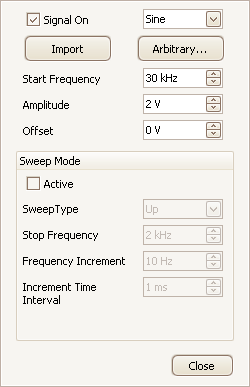 Signal On Sine
Import Arbitrary...
Start Frequency 30 kHz
Amplitude 2 V
Offset 0 V
Sweep Mode
Active
SweepType Up
Stop Frequency 2 kHz
Frequency Increment 10 Hz
Increment Time 1 ms
Interval
Close